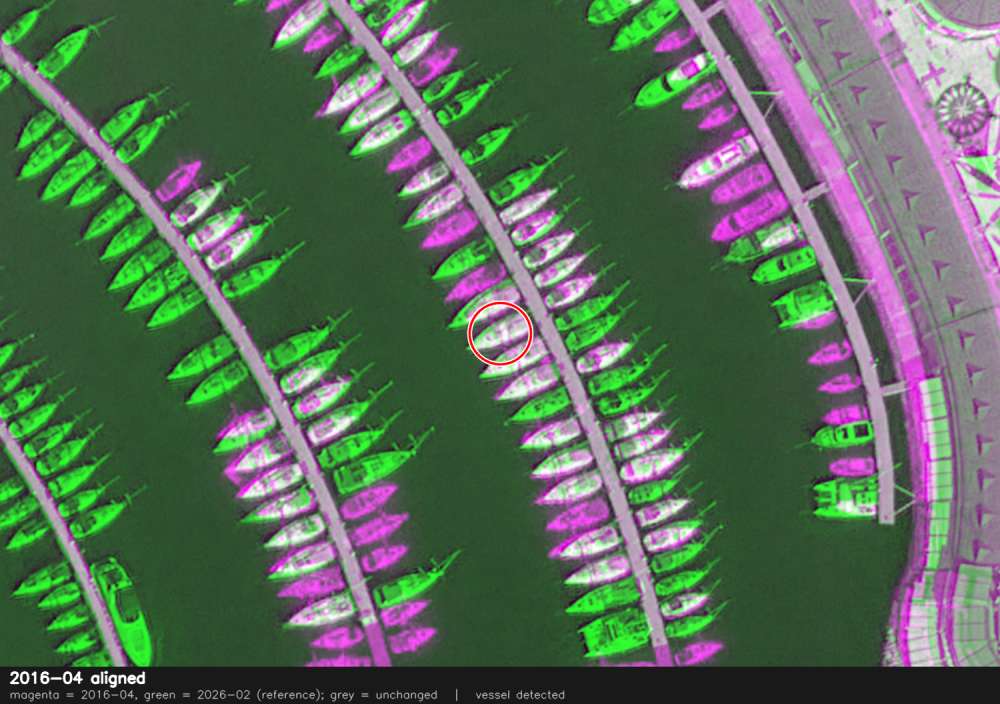 2016-04 aligned
magenta = 2016-04, green = 2026-02 (reference); grey = unchanged | vessel detected